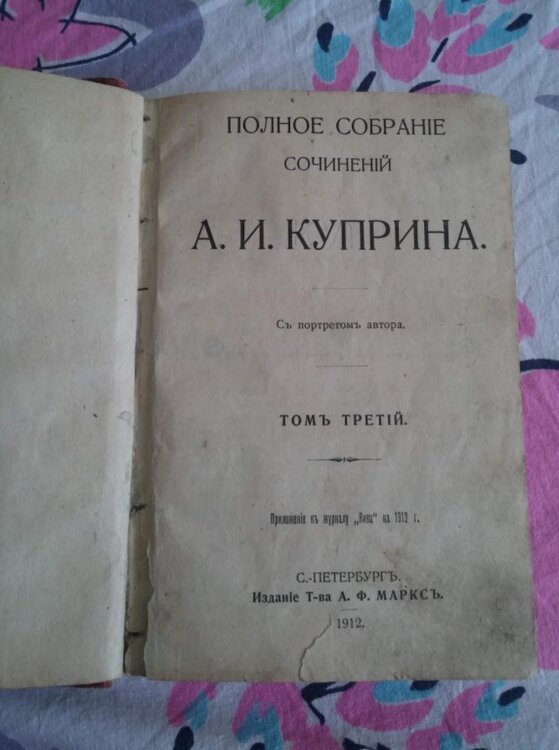 ПОЛНОЕ СОБРАНІЕ
СОЧИНЕНІЙ
А. И. КУПРИНА.
Съ портретомъ автора.
ТОМЪ ТРЕТІЙ.
Приложеніе къ журналу „Нива“ на 1912 г.
С.-ПЕТЕРБУРГЪ.
Изданіе Т-ва А. Ф. МАРКСЪ.
1912.